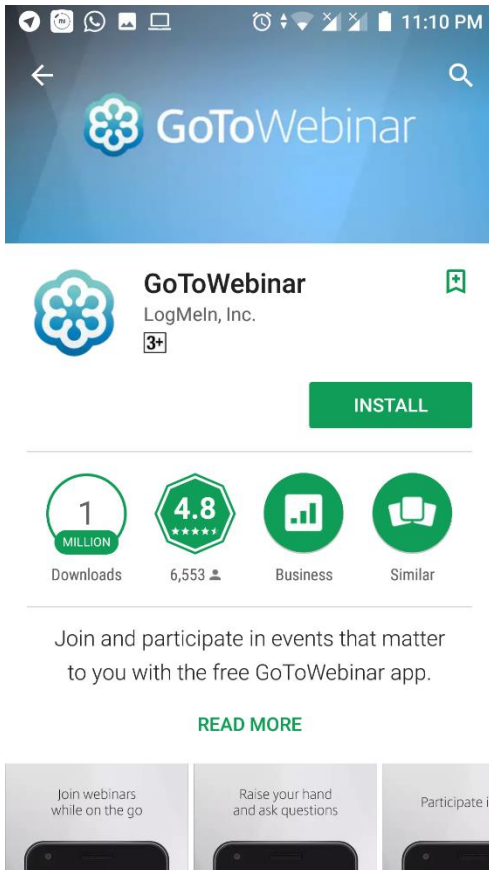 11:10 PM
GoToWebinar
GoToWebinar
LogMeIn, Inc.
3+
INSTALL
1
MILLION
4.8
Downloads
6,553
Business
Similar
Join and participate in events that matter
to you with the free GoToWebinar app.
READ MORE
Join webinars
while on the go
Raise your hand
and ask questions
Participate i